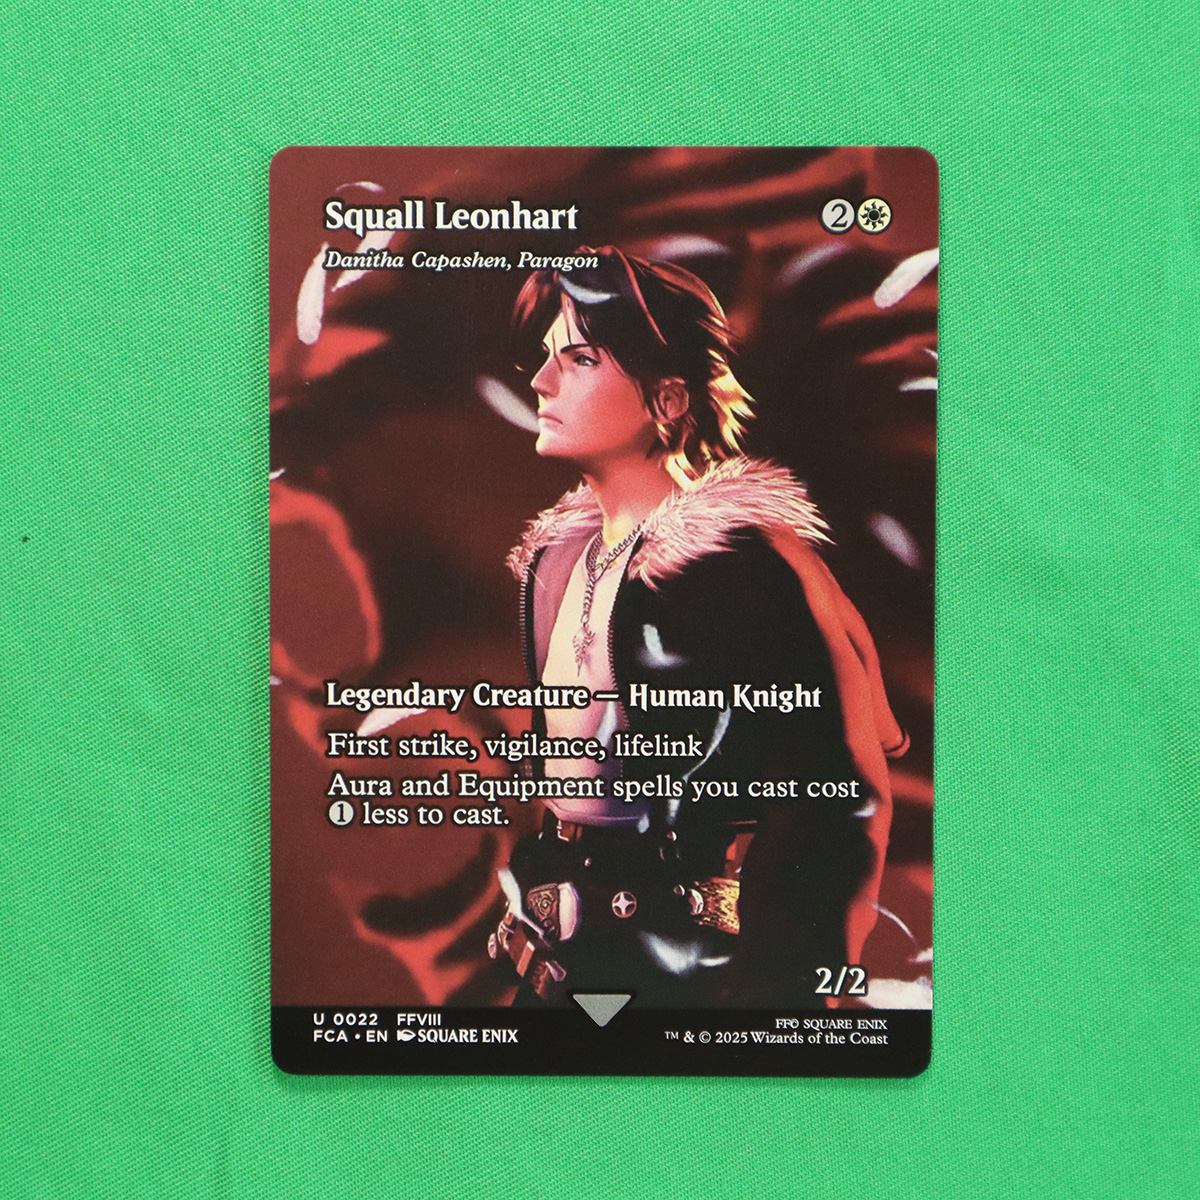 Squall Leonhart 2
Danitha Capashen, Paragon
Legendary Creature — Human Knight
First strike, vigilance, lifelink
Aura and Equipment spells you cast cost
1 less to cast.
2/2
U 0022 FFVIII
FCA • EN SQUARE ENIX
FF© SQUARE ENIX
™ & © 2025 Wizards of the Coast